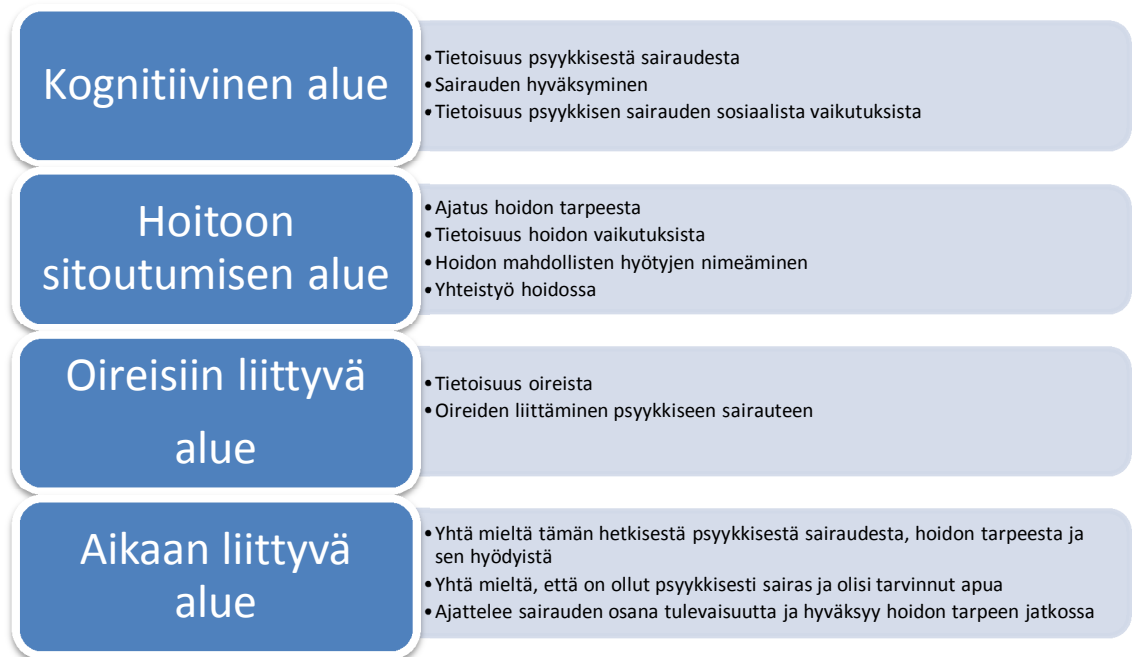 Kognitiivinen alue
•Tietoisuus psyykkisestä sairaudesta
•Sairauden hyväksyminen
•Tietoisuus psyykkisen sairauden sosiaalista vaikutuksista
Hoitoon
sitoutumisen alue
•Ajatus hoidon tarpeesta
•Tietoisuus hoidon vaikutuksista
•Hoidon mahdollisten hyötyjen nimeäminen
•Yhteistyö hoidossa
Oireisiin liittyvä
alue
•Tietoisuus oireista
•Oireiden liittäminen psyykkiseen sairauteen
Aikaan liittyvä
alue
•Yhtä mieltä tämän hetkisestä psyykkisestä sairaudesta, hoidon tarpeesta ja
sen hyödyistä
•Yhtä mieltä, että on ollut psyykkisesti sairas ja olisi tarvinnut apua
•Ajattelee sairauden osana tulevaisuutta ja hyväksyy hoidon tarpeen jatkossa